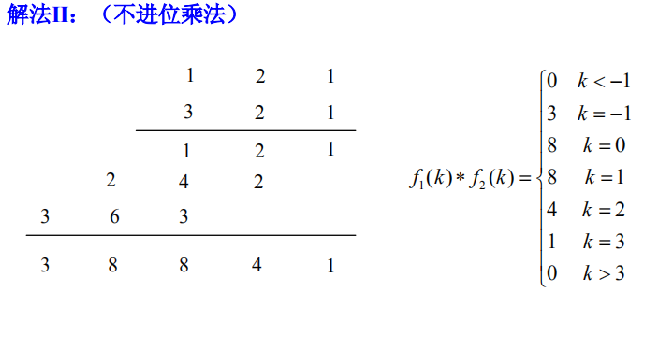 解法II：（不进位乘法）
1 2 1
3 2 1
1 2 1
2 4 2
3 6 3
3 8 8 4 1
f₁(k) * f₂(k) = {
0 k < −1
3 k = −1
8 k = 0
8 k = 1
4 k = 2
1 k = 3
0 k > 3